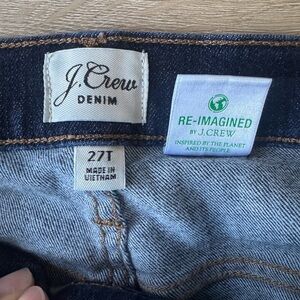 J.Crew
DENIM
RE-IMAGINED
BY J.CREW
INSPIRED BY THE PLANET
AND ITS PEOPLE
27T
MADE IN
VIETNAM